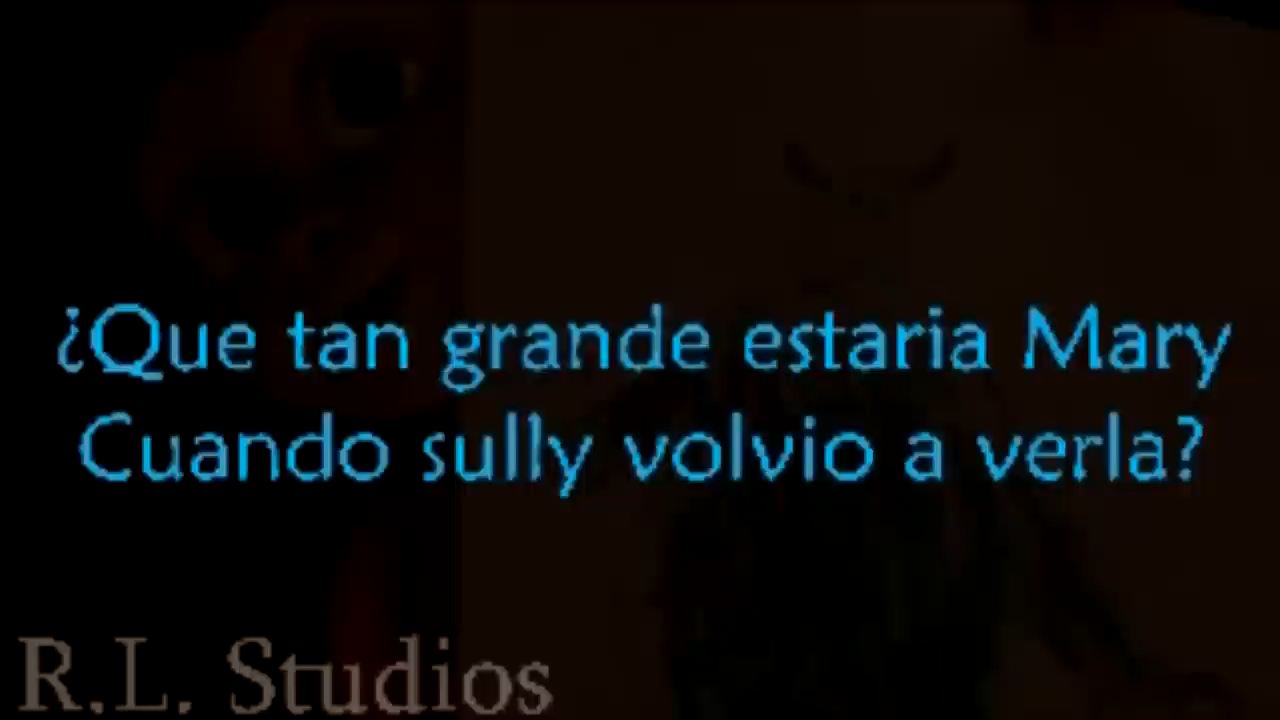 ¿Que tan grande estaria Mary
Cuando sully volvio a verla?
R.L. Studios